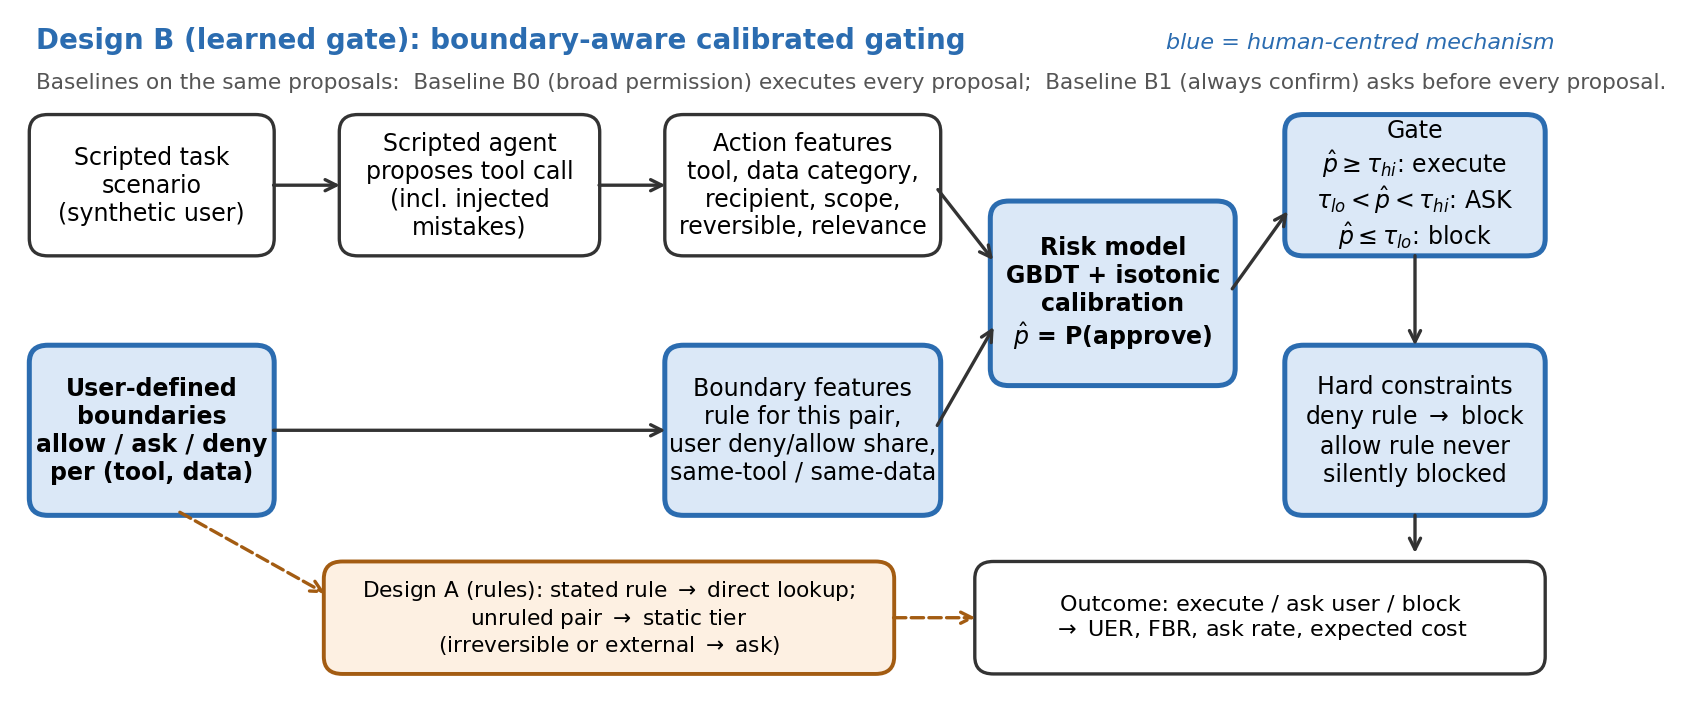 Design B (learned gate): boundary-aware calibrated gating
blue = human-centred mechanism
Baselines on the same proposals:  Baseline B0 (broad permission) executes every proposal;  Baseline B1 (always confirm) asks before every proposal.
Scripted task
scenario
(synthetic user)
Scripted agent
proposes tool call
(incl. injected
mistakes)
Action features
tool, data category,
recipient, scope,
reversible, relevance
Risk model
GBDT + isotonic
calibration
p̂ = P(approve)
Gate
p̂ ≥ τhi: execute
τlo < p̂ < τhi: ASK
p̂ ≤ τlo: block
User-defined
boundaries
allow / ask / deny
per (tool, data)
Boundary features
rule for this pair,
user deny/allow share,
same-tool / same-data
Hard constraints
deny rule → block
allow rule never
silently blocked
Design A (rules): stated rule → direct lookup;
unruled pair → static tier
(irreversible or external → ask)
Outcome: execute / ask user / block
→ UER, FBR, ask rate, expected cost